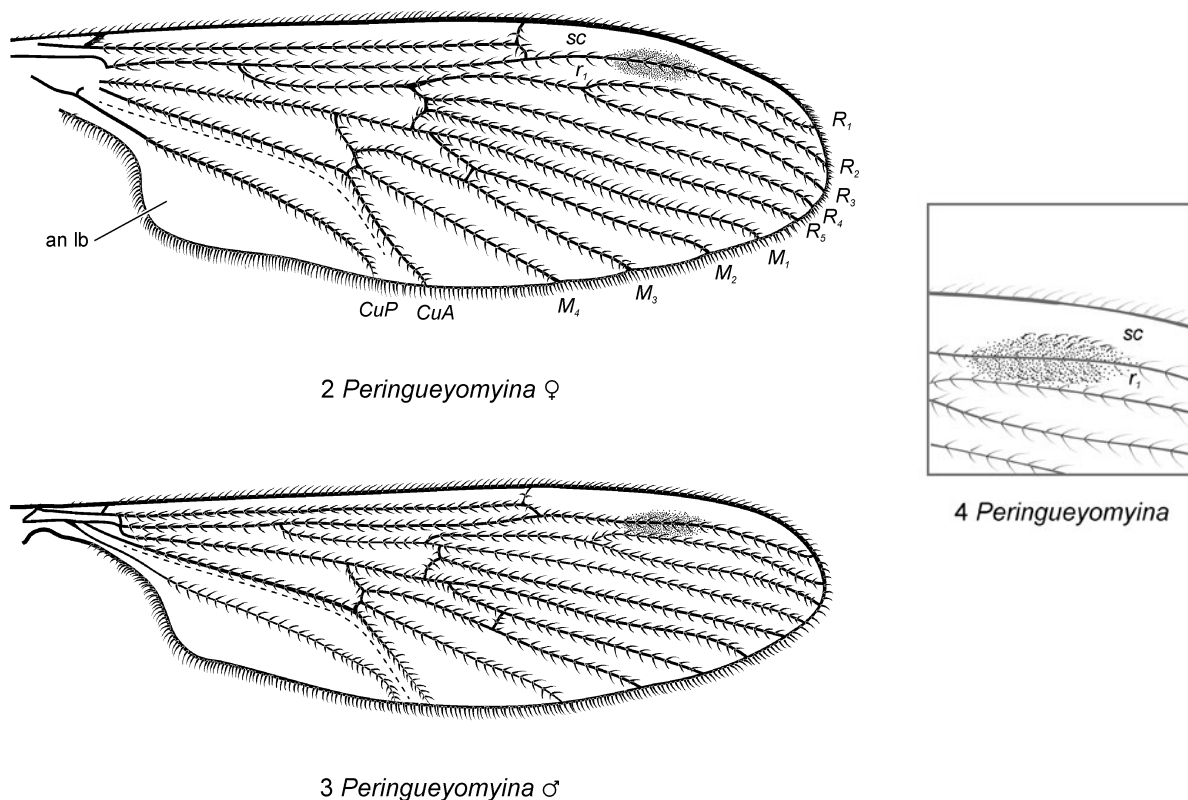 sc
r₁
R₁
R₂
R₃
R₄
R₅
M₁
M₂
M₃
M₄
CuA
CuP
an lb
2 Peringueyomyina ♀
sc
r₁
4 Peringueyomyina
3 Peringueyomyina ♂